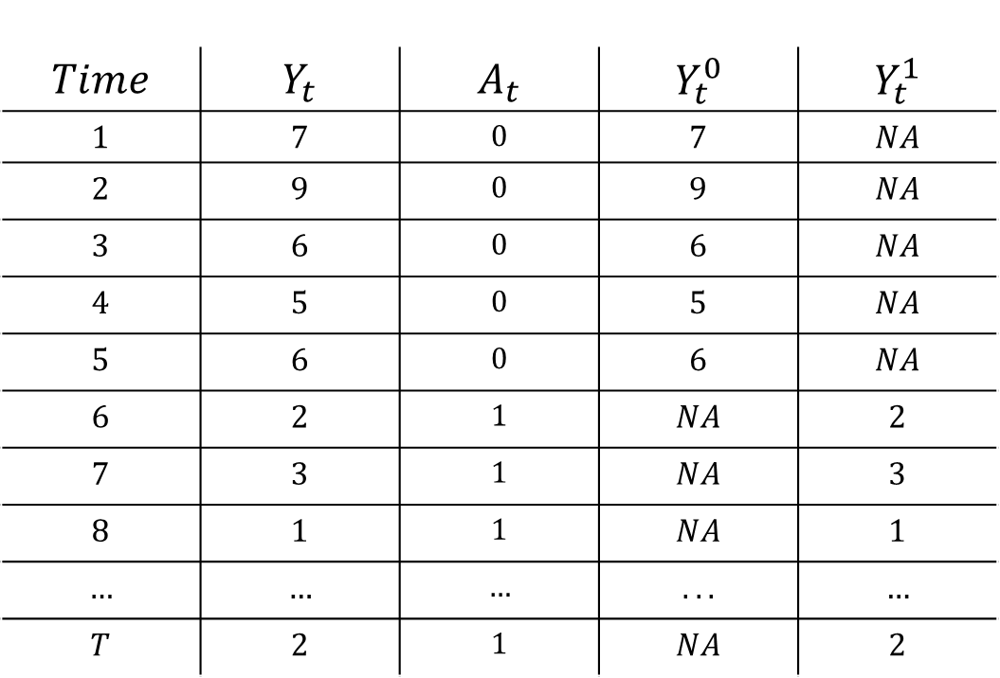 Time Y_t A_t Y_t^0 Y_t^1
1 7 0 7 NA
2 9 0 9 NA
3 6 0 6 NA
4 5 0 5 NA
5 6 0 6 NA
6 2 1 NA 2
7 3 1 NA 3
8 1 1 NA 1
... ... ... ... ...
T 2 1 NA 2